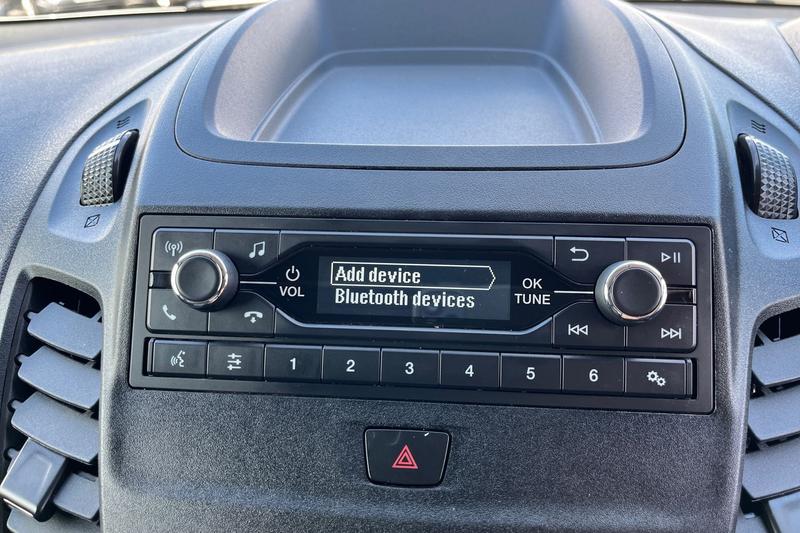 Add device
Bluetooth devices
VOL
OK
TUNE
1 2 3 4 5 6